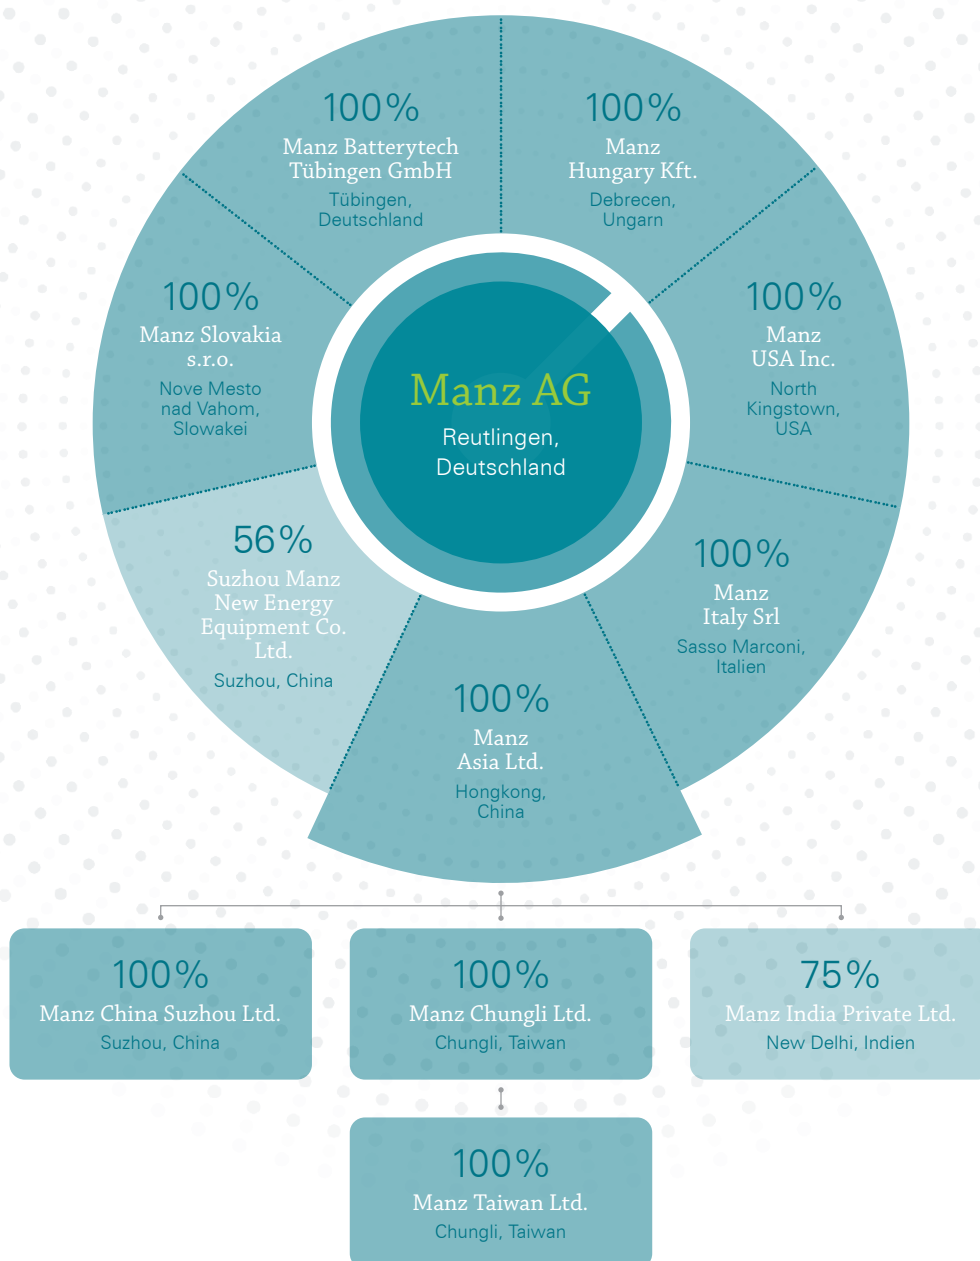 100%
Manz Batterytech
Tübingen GmbH
Tübingen,
Deutschland
100%
Manz
Hungary Kft.
Debrecen,
Ungarn
100%
Manz Slovakia
s.r.o.
Nove Mesto
nad Vahom,
Slowakei
100%
Manz
USA Inc.
North
Kingstown,
USA
Manz AG
Reutlingen,
Deutschland
56%
Suzhou Manz
New Energy
Equipment Co.
Ltd.
Suzhou, China
100%
Manz
Italy Srl
Sasso Marconi,
Italien
100%
Manz
Asia Ltd.
Hongkong,
China
100%
Manz China Suzhou Ltd.
Suzhou, China
100%
Manz Chungli Ltd.
Chungli, Taiwan
75%
Manz India Private Ltd.
New Delhi, Indien
100%
Manz Taiwan Ltd.
Chungli, Taiwan